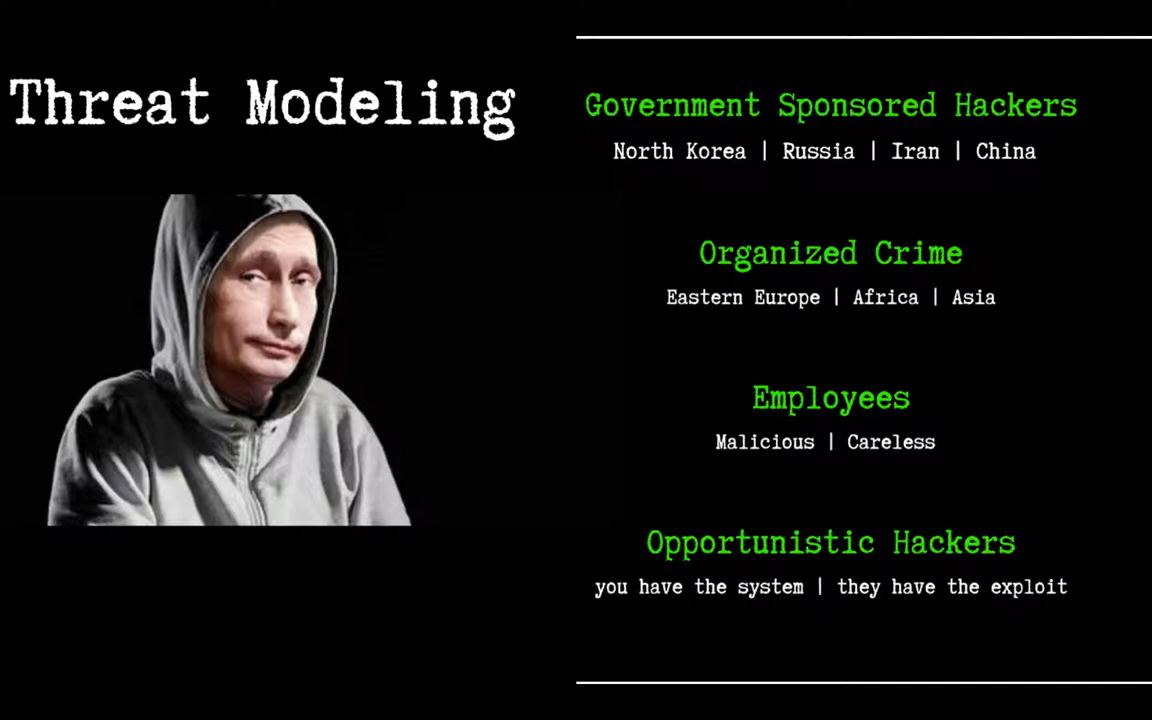 Threat Modeling
Government Sponsored Hackers
North Korea | Russia | Iran | China
Organized Crime
Eastern Europe | Africa | Asia
Employees
Malicious | Careless
Opportunistic Hackers
you have the system | they have the exploit